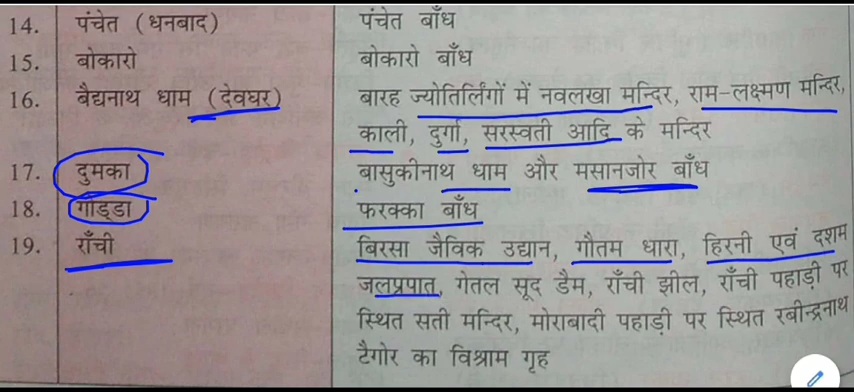 14. पंचेत (धनबाद) पंचेत बाँध
15. बोकारो बोकारो बाँध
16. बैद्यनाथ धाम (देवघर) बारह ज्योतिर्लिंगों में नवलखा मन्दिर, राम-लक्ष्मण मन्दिर,
काली, दुर्गा, सरस्वती आदि के मन्दिर
17. दुमका बासुकीनाथ धाम और मसानजोर बाँध
18. गोड्डा फरक्का बाँध
19. राँची बिरसा जैविक उद्यान, गौतम धारा, हिरनी एवं दशम
जलप्रपात, गेतल सूद डैम, राँची झील, राँची पहाड़ी पर
स्थित सती मन्दिर, मोराबादी पहाड़ी पर स्थित रबीन्द्रनाथ
टैगोर का विश्राम गृह